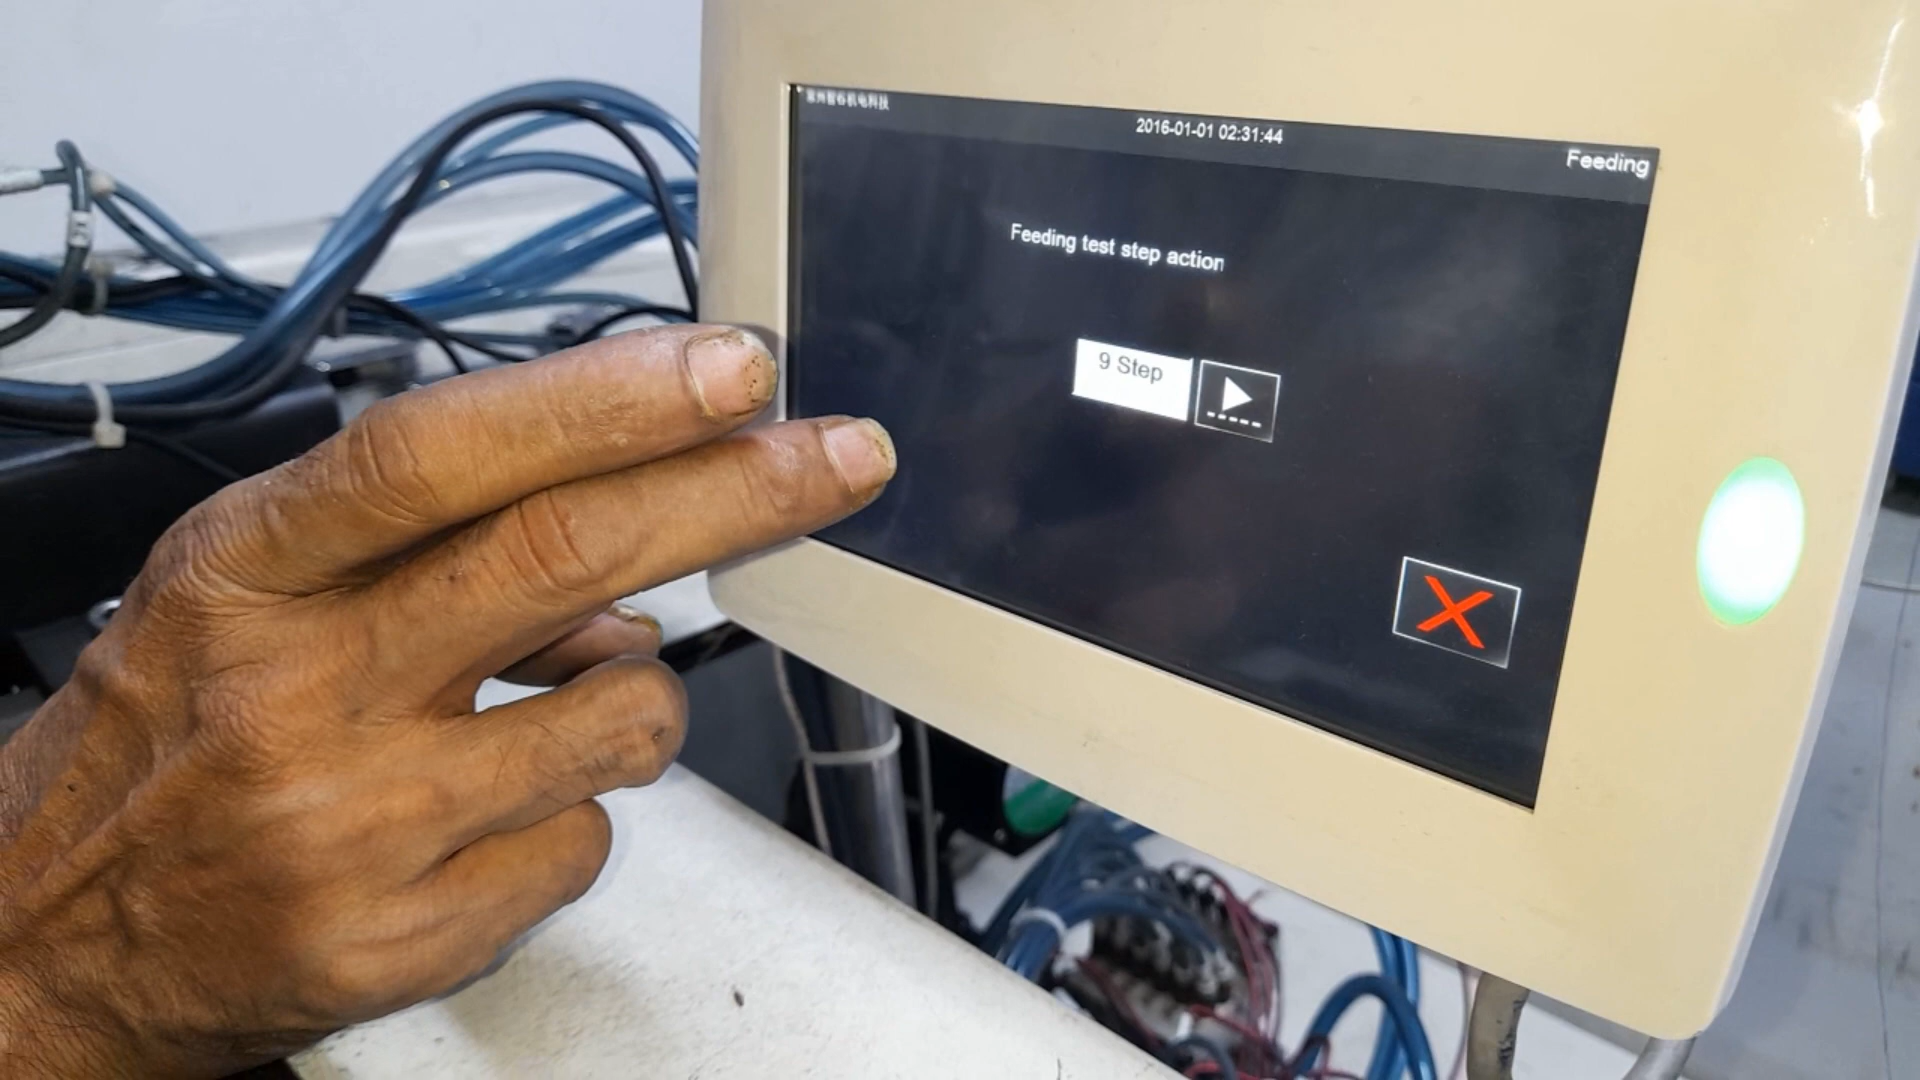 2016-01-01 02:31:44
Feeding
Feeding test step action
9 Step